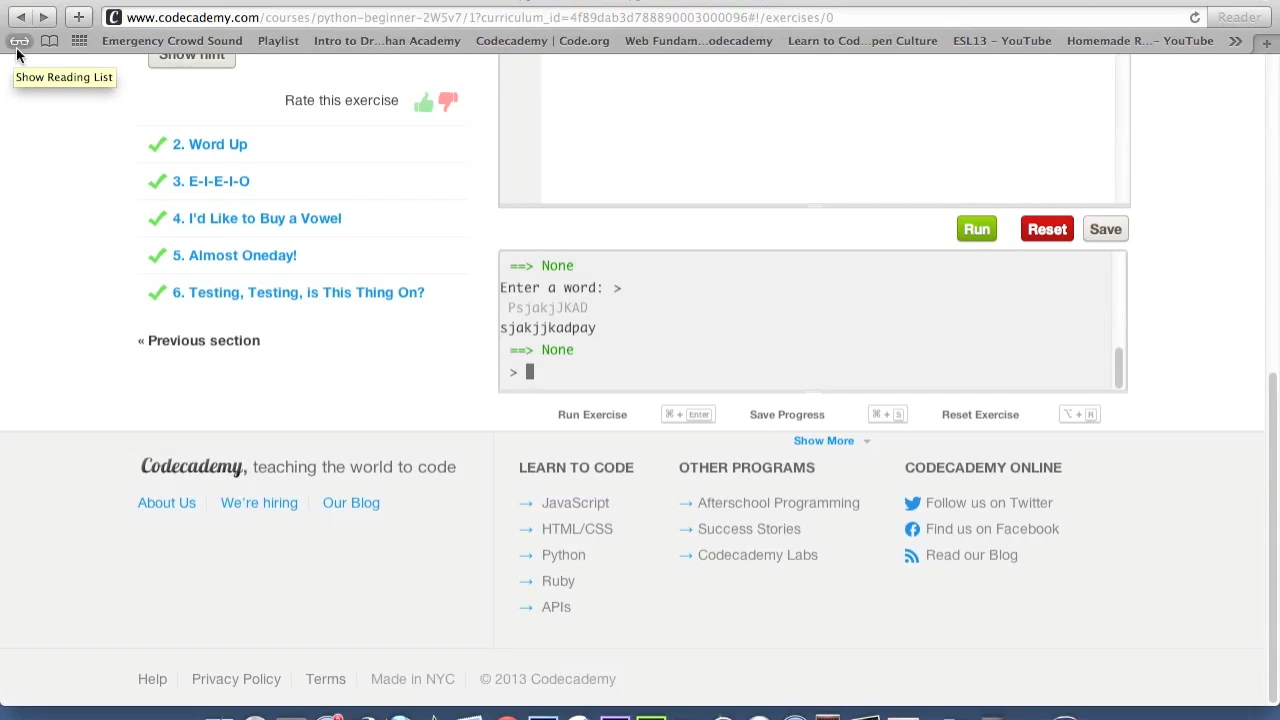 www.codecademy.com/courses/python-beginner-2W5v7/1?curriculum_id=4f89dab3d788890003000096#!/exercises/0
Reader
Emergency Crowd Sound Playlist Intro to Dr...han Academy Codecademy | Code.org Web Fundam...odecademy Learn to Cod...pen Culture ESL13 - YouTube Homemade R...– YouTube
Show Reading List
Show hint
Rate this exercise
2. Word Up
3. E-I-E-I-O
4. I'd Like to Buy a Vowel
5. Almost Oneday!
6. Testing, Testing, is This Thing On?
« Previous section
Run Reset Save
==> None
Enter a word: >
PsjakjJKAD
sjakjjkadpay
==> None
>
Run Exercise ⌘ + Enter Save Progress ⌘ + S Reset Exercise ⌥ + R
Show More
Codecademy, teaching the world to code
About Us We're hiring Our Blog
LEARN TO CODE
→ JavaScript
→ HTML/CSS
→ Python
→ Ruby
→ APIs
OTHER PROGRAMS
→ Afterschool Programming
→ Success Stories
→ Codecademy Labs
CODECADEMY ONLINE
Follow us on Twitter
Find us on Facebook
Read our Blog
Help Privacy Policy Terms Made in NYC © 2013 Codecademy